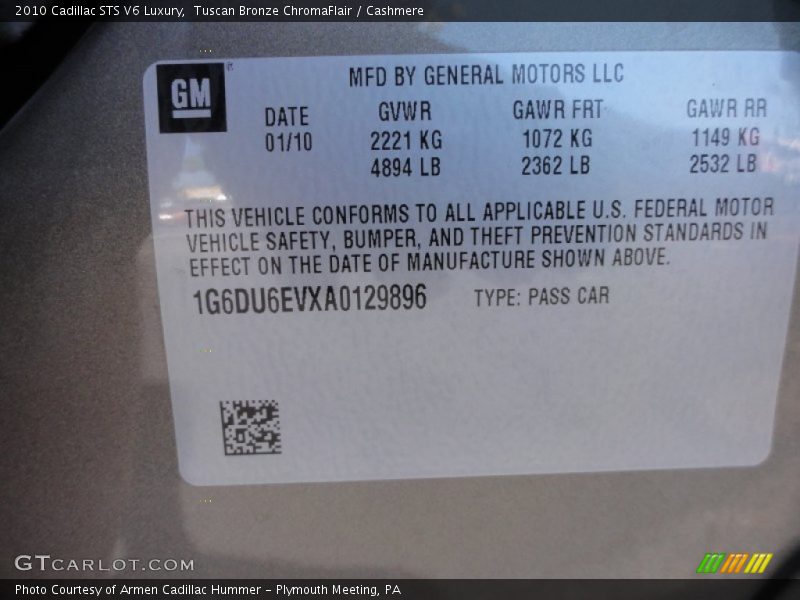 2010 Cadillac STS V6 Luxury,  Tuscan Bronze ChromaFlair / Cashmere
GM
MFD BY GENERAL MOTORS LLC
DATE GVWR GAWR FRT GAWR RR
01/10 2221 KG 1072 KG 1149 KG
4894 LB 2362 LB 2532 LB
THIS VEHICLE CONFORMS TO ALL APPLICABLE U.S. FEDERAL MOTOR
VEHICLE SAFETY, BUMPER, AND THEFT PREVENTION STANDARDS IN
EFFECT ON THE DATE OF MANUFACTURE SHOWN ABOVE.
1G6DU6EVXA0129896 TYPE: PASS CAR
GTCARLOT.COM
Photo Courtesy of Armen Cadillac Hummer – Plymouth Meeting, PA